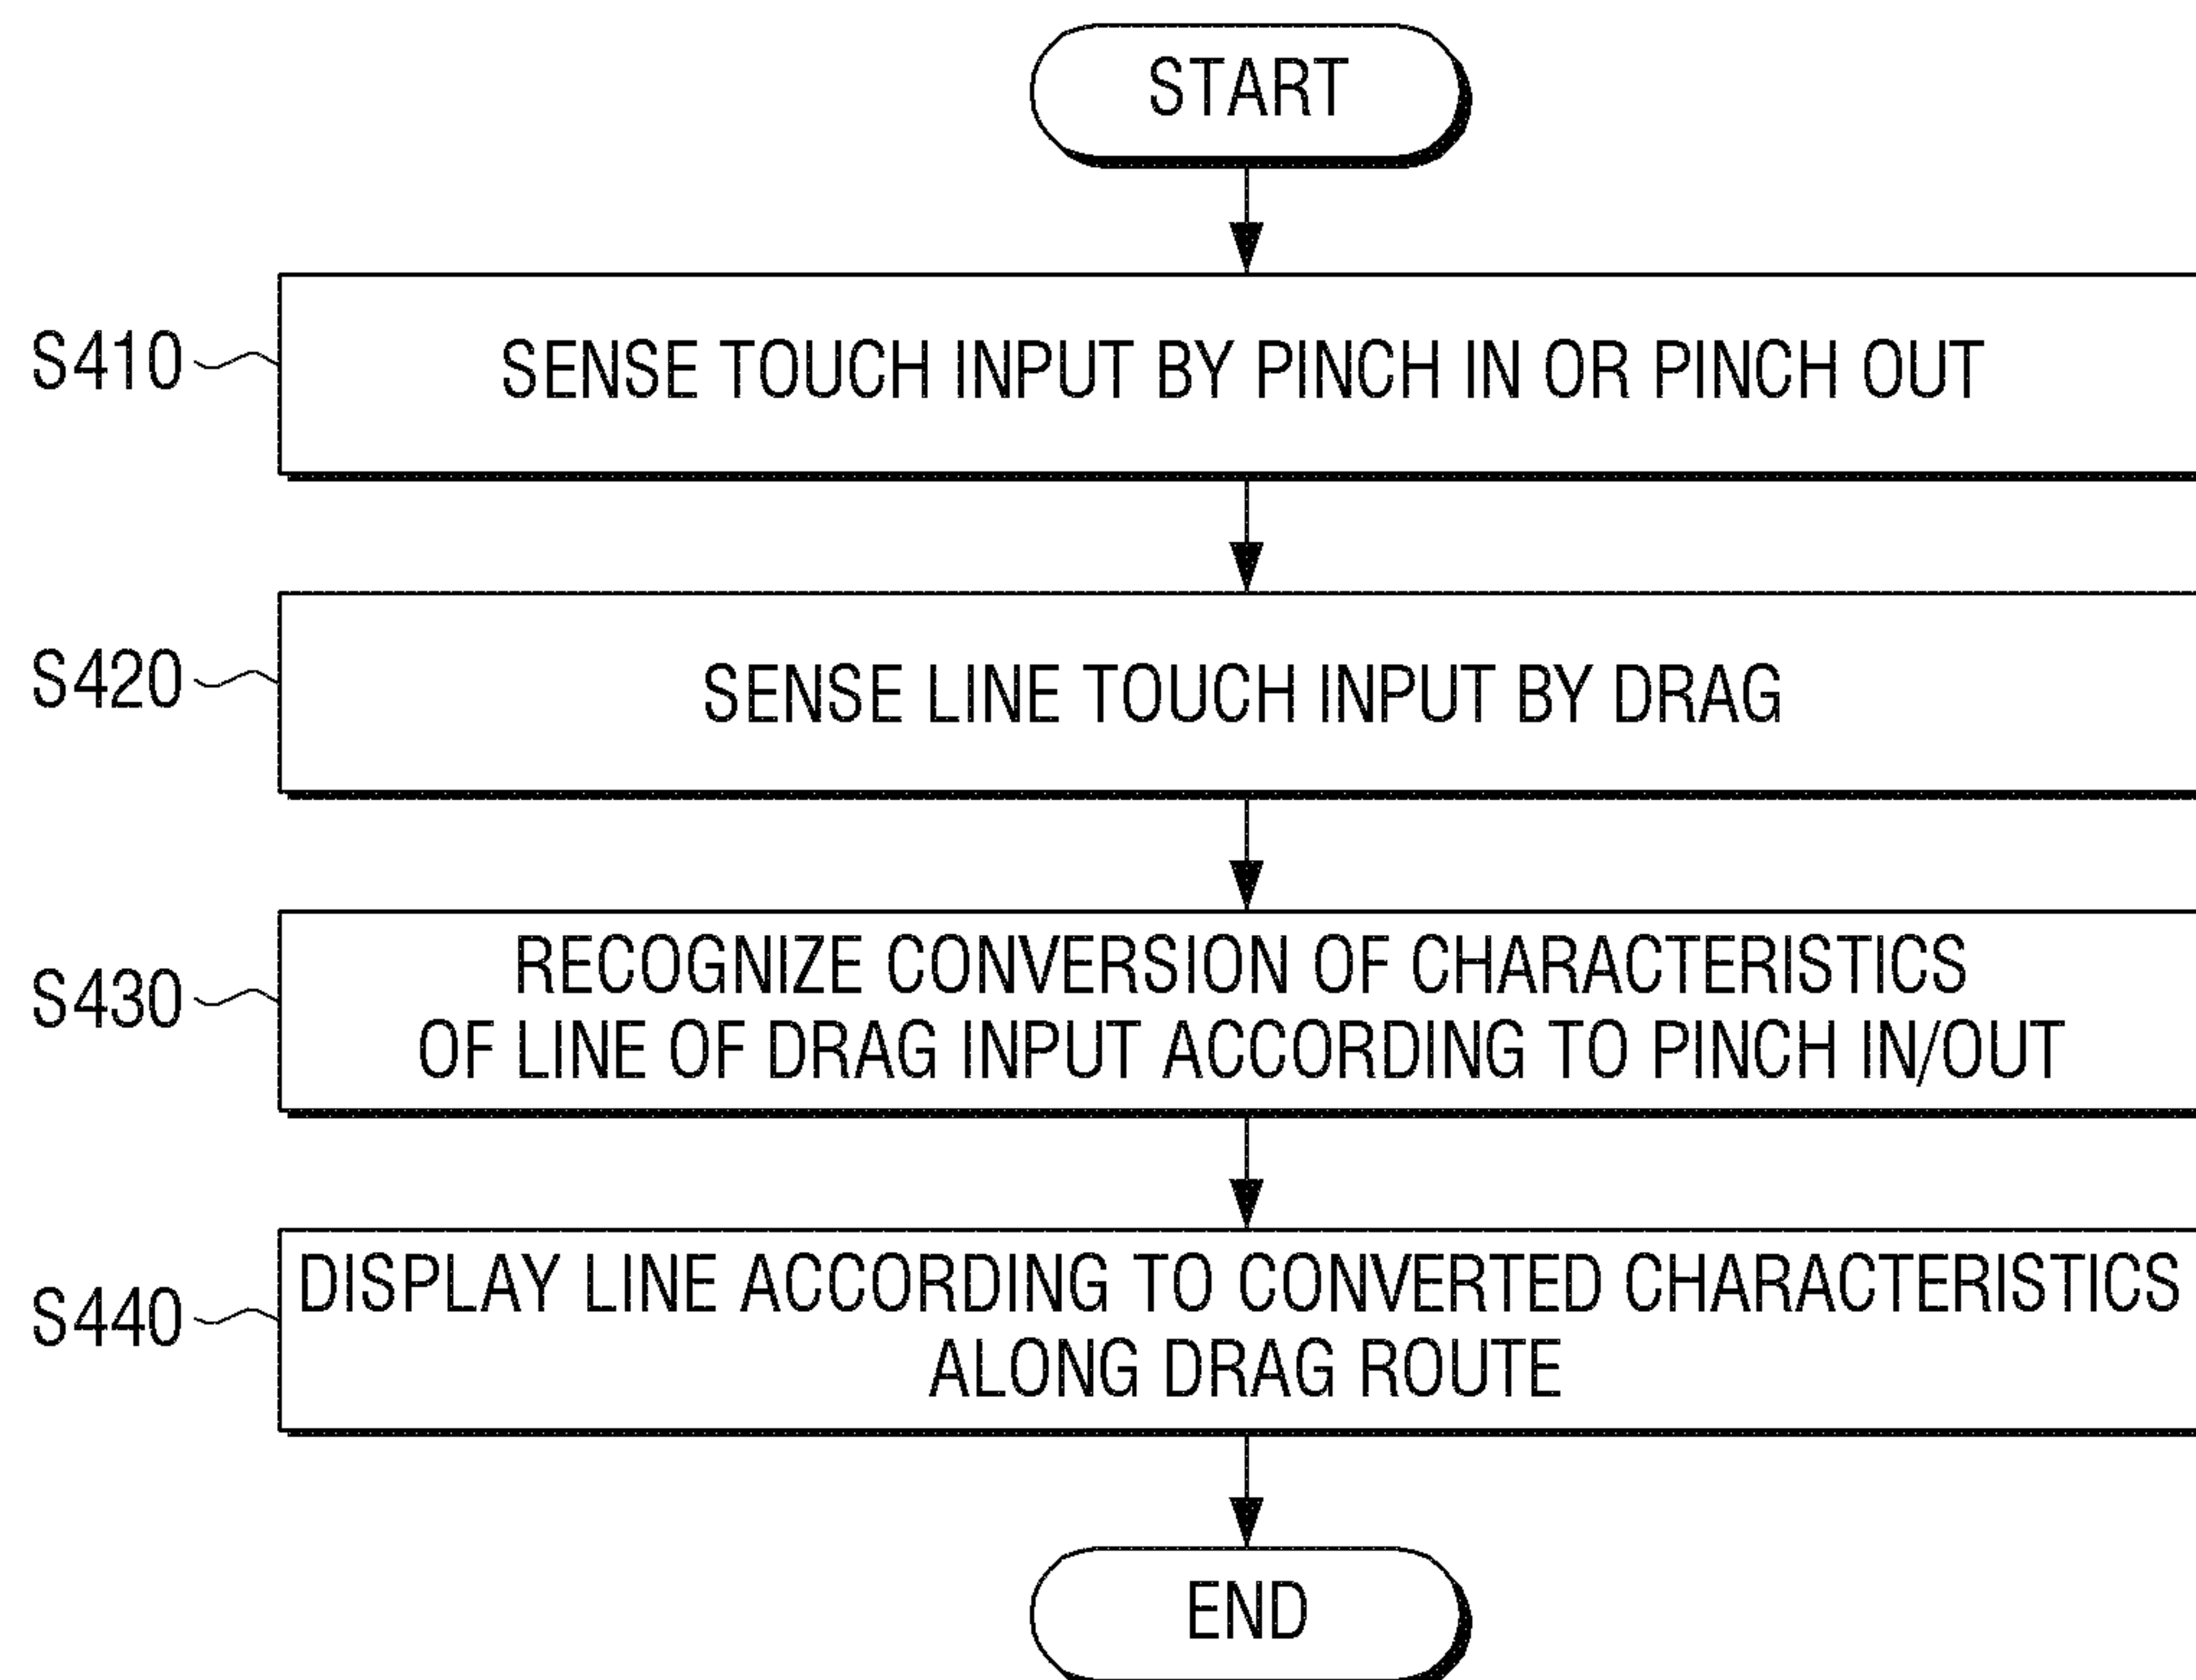 START
S410
SENSE TOUCH INPUT BY PINCH IN OR PINCH OUT
S420
SENSE LINE TOUCH INPUT BY DRAG
S430
RECOGNIZE CONVERSION OF CHARACTERISTICS
OF LINE OF DRAG INPUT ACCORDING TO PINCH IN/OUT
S440
DISPLAY LINE ACCORDING TO CONVERTED CHARACTERISTICS
ALONG DRAG ROUTE
END